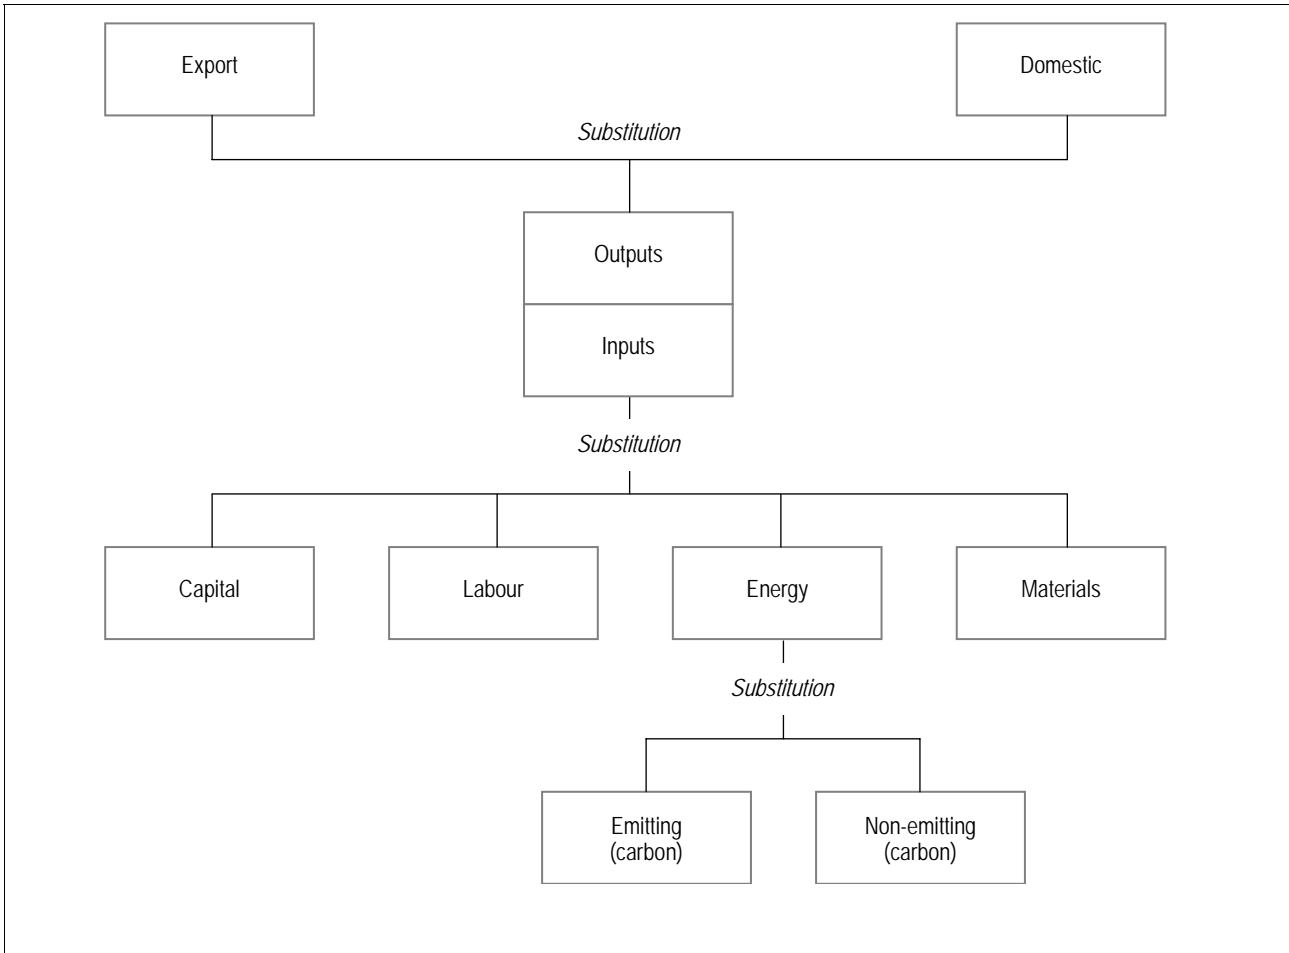 Export
Domestic
Substitution
Outputs
Inputs
Substitution
Capital
Labour
Energy
Materials
Substitution
Emitting
(carbon)
Non-emitting
(carbon)